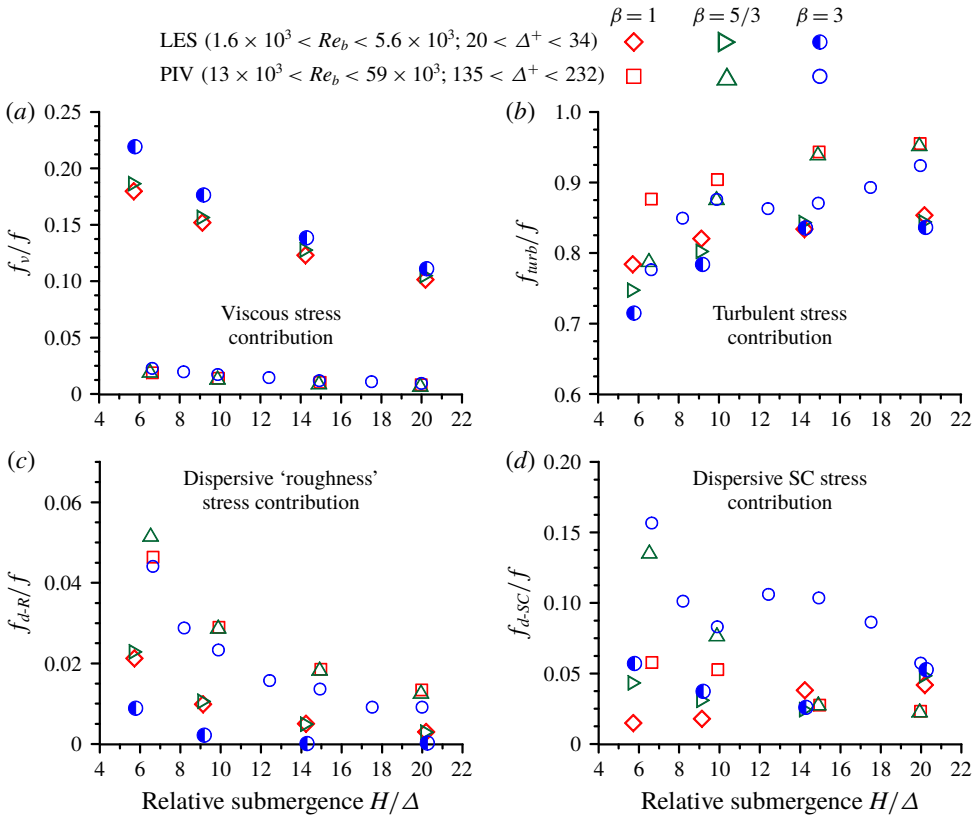 β = 1 β = 5/3 β = 3
LES (1.6 × 10³ < Re_b < 5.6 × 10³; 20 < Δ⁺ < 34)
PIV (13 × 10³ < Re_b < 59 × 10³; 135 < Δ⁺ < 232)
(a)
0.25
0.20
0.15
0.10
0.05
0
f_v/f
Viscous stress
contribution
4 6 8 10 12 14 16 18 20 22
(b)
1.0
0.9
0.8
0.7
0.6
f_turb/f
Turbulent stress
contribution
4 6 8 10 12 14 16 18 20 22
(c)
0.06
0.04
0.02
0
f_d-R/f
Dispersive ‘roughness’
stress contribution
4 6 8 10 12 14 16 18 20 22
Relative submergence H/Δ
(d)
0.20
0.15
0.10
0.05
0
f_d-SC/f
Dispersive SC stress
contribution
4 6 8 10 12 14 16 18 20 22
Relative submergence H/Δ